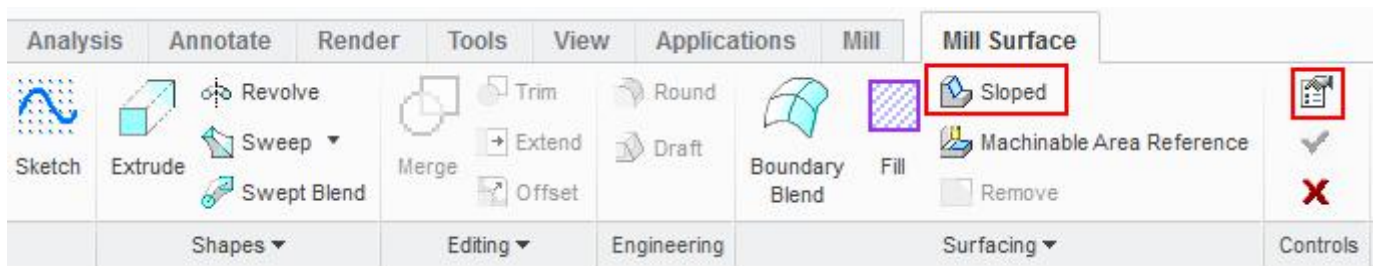 Analysis Annotate Render Tools View Applications Mill Mill Surface
Sketch
Extrude
Revolve
Sweep
Swept Blend
Shapes
Merge
Trim
Extend
Offset
Editing
Round
Draft
Engineering
Boundary
Blend
Fill
Sloped
Machinable Area Reference
Remove
Surfacing
Controls